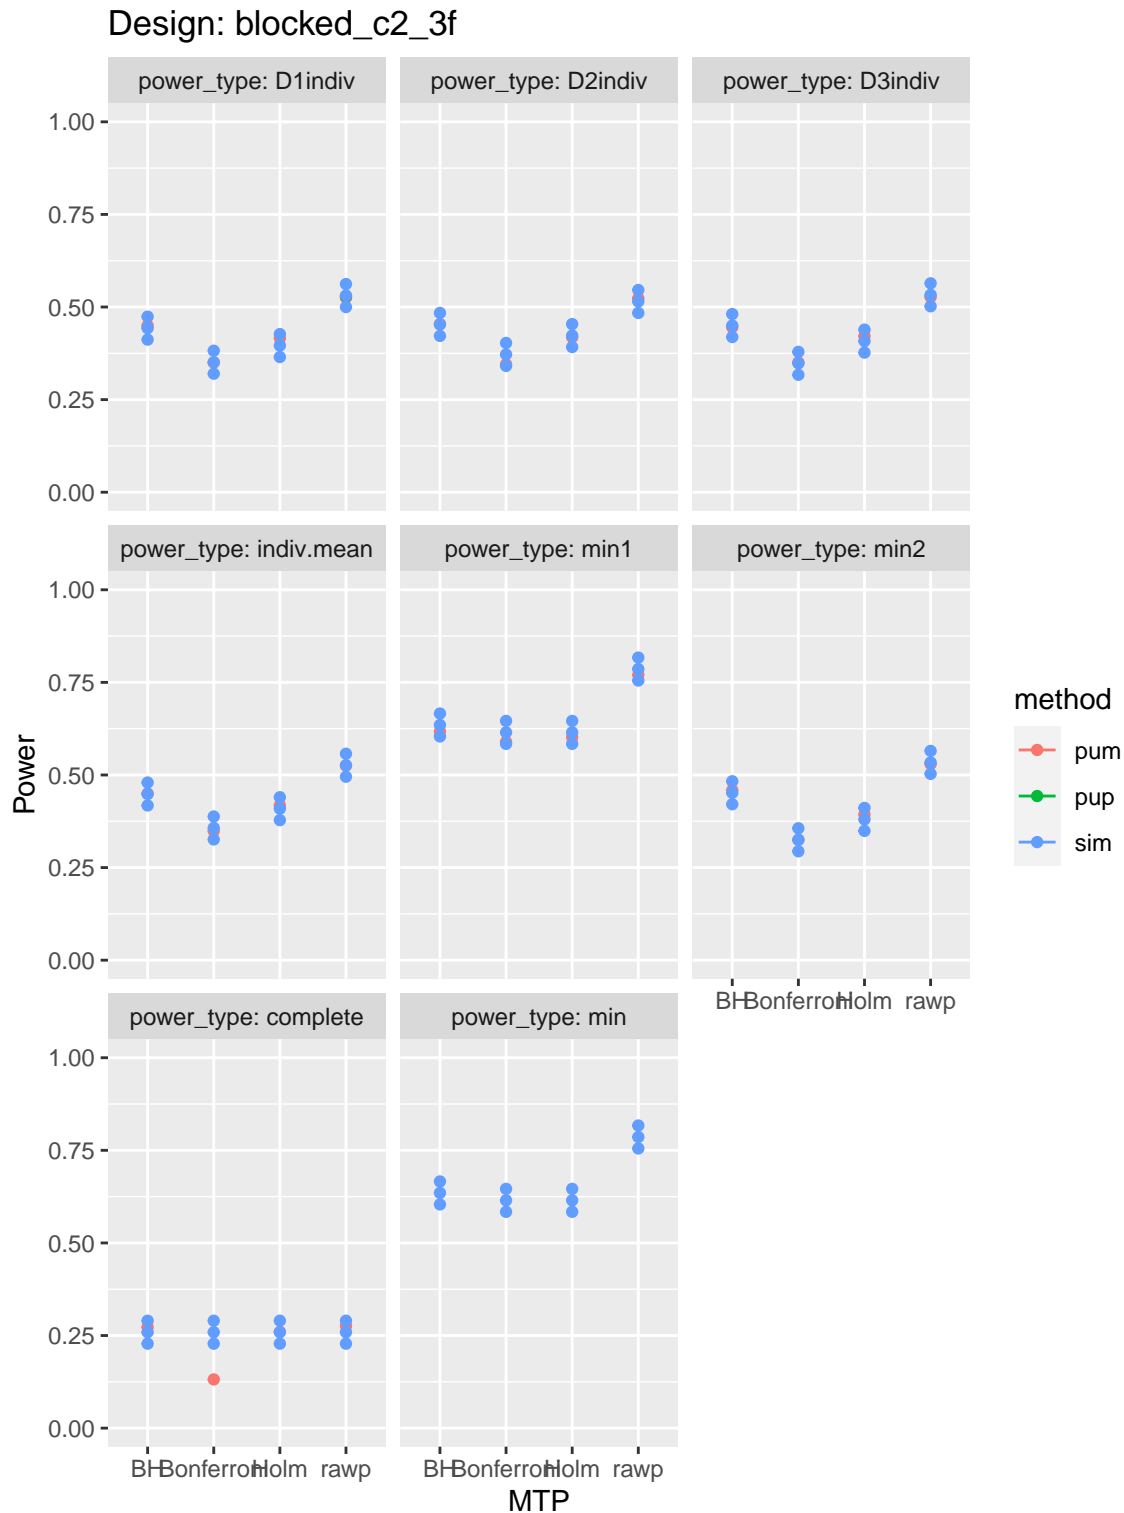 Design: blocked_c2_3f
power_type: D1indiv power_type: D2indiv power_type: D3indiv
1.00
0.75
0.50
0.25
0.00
power_type: indiv.mean power_type: min1 power_type: min2
1.00
0.75
0.50
0.25
0.00
BH Bonferroni Holm rawp
power_type: complete power_type: min
1.00
0.75
0.50
0.25
0.00
BH Bonferroni Holm rawp BH Bonferroni Holm rawp
MTP
Power
method
pum
pup
sim